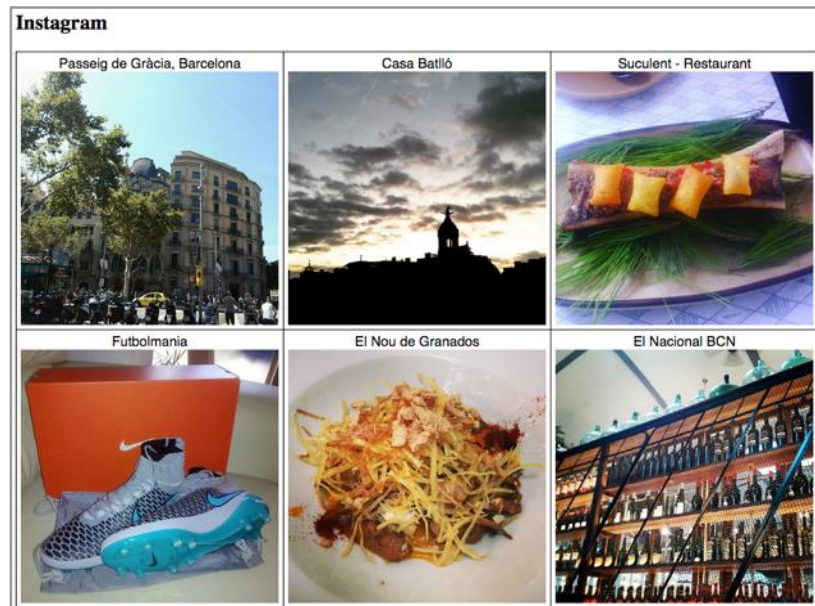 Instagram
Passeig de Gràcia, Barcelona
Casa Batlló
Suculent - Restaurant
Futbolmania
El Nou de Granados
El Nacional BCN